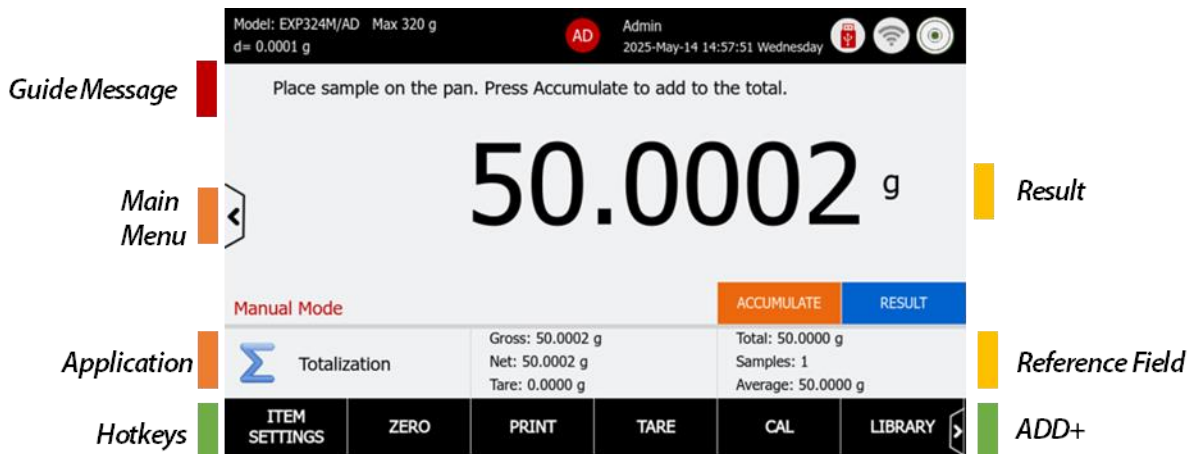 Model: EXP324M/AD Max 320 g
d= 0.0001 g
AD
Admin
2025-May-14 14:57:51 Wednesday
Guide Message
Place sample on the pan. Press Accumulate to add to the total.
Main
Menu
50.0002 g
Result
Manual Mode
ACCUMULATE
RESULT
Application
Σ Totalization
Gross: 50.0002 g
Net: 50.0002 g
Tare: 0.0000 g
Total: 50.0000 g
Samples: 1
Average: 50.0000 g
Reference Field
Hotkeys
ITEM
SETTINGS
ZERO
PRINT
TARE
CAL
LIBRARY
ADD+